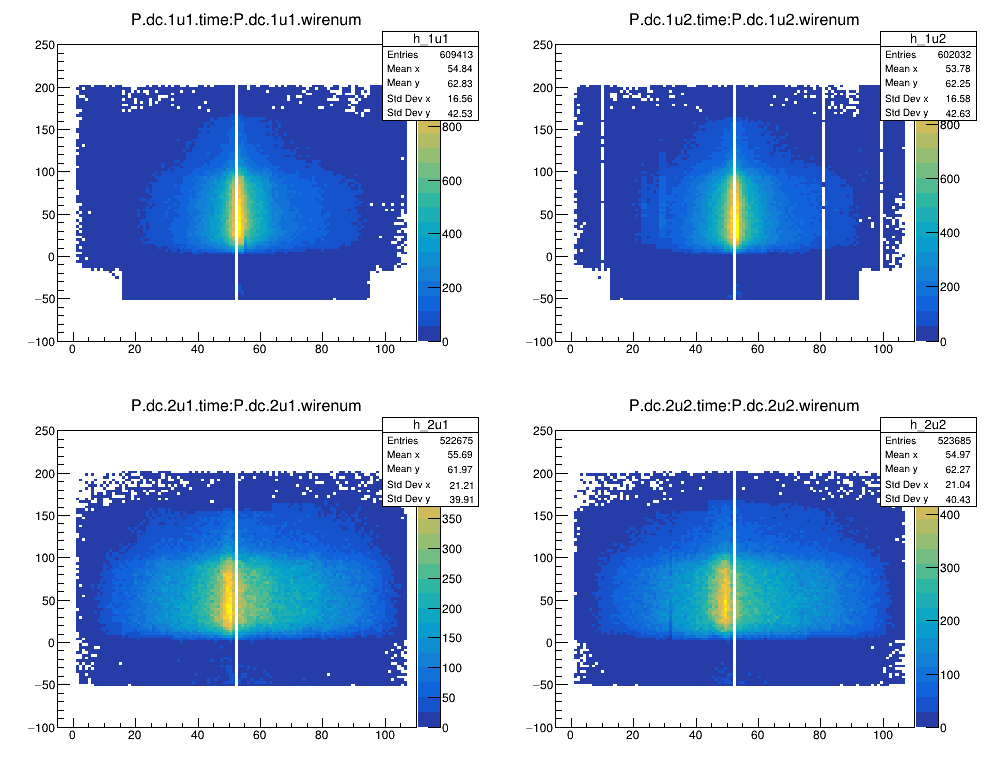 P.dc.1u1.time:P.dc.1u1.wirenum
h_1u1
Entries 609413
Mean x 54.84
Mean y 62.83
Std Dev x 16.56
Std Dev y 42.53
250
200
150
100
50
0
−50
−100
0 20 40 60 80 100
800
600
400
200
0
P.dc.1u2.time:P.dc.1u2.wirenum
h_1u2
Entries 602032
Mean x 53.78
Mean y 62.25
Std Dev x 16.58
Std Dev y 42.63
250
200
150
100
50
0
−50
−100
0 20 40 60 80 100
800
600
400
200
0
P.dc.2u1.time:P.dc.2u1.wirenum
h_2u1
Entries 522675
Mean x 55.69
Mean y 61.97
Std Dev x 21.21
Std Dev y 39.91
250
200
150
100
50
0
−50
−100
0 20 40 60 80 100
350
300
250
200
150
100
50
0
P.dc.2u2.time:P.dc.2u2.wirenum
h_2u2
Entries 523685
Mean x 54.97
Mean y 62.27
Std Dev x 21.04
Std Dev y 40.43
250
200
150
100
50
0
−50
−100
0 20 40 60 80 100
400
300
200
100
0